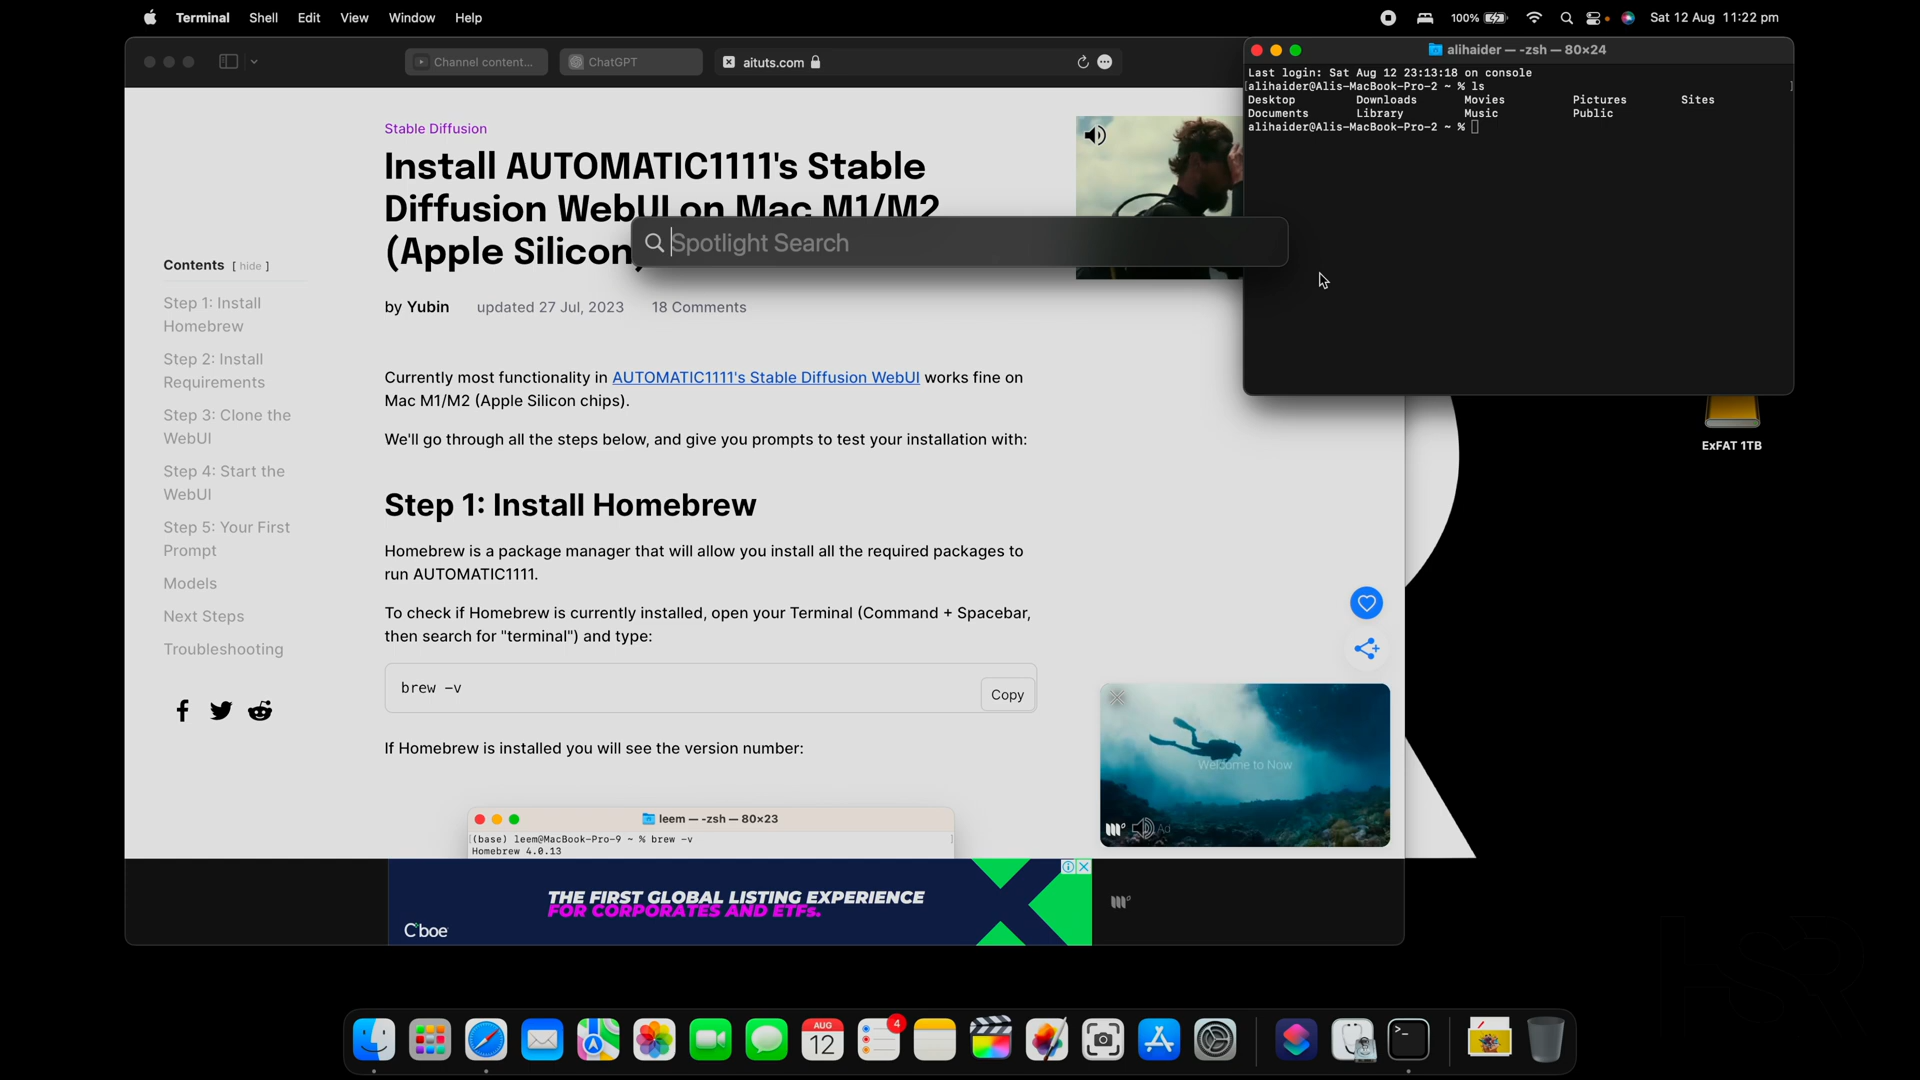 Terminal Shell Edit View Window Help
100% Sat 12 Aug 11:22 pm
Channel content...
ChatGPT
aituts.com
alihaider — -zsh — 80×24
Last login: Sat Aug 12 23:13:18 on console
[alihaider@Alis-MacBook-Pro-2 ~ % ls ]
Desktop Downloads Movies Pictures Sites
Documents Library Music Public
alihaider@Alis-MacBook-Pro-2 ~ %
Spotlight Search
Stable Diffusion
Install AUTOMATIC1111's Stable
Diffusion WebUI on Mac M1/M2
(Apple Silicon)
by Yubin updated 27 Jul, 2023 18 Comments
Contents [ hide ]
Step 1: Install
Homebrew
Step 2: Install
Requirements
Step 3: Clone the
WebUI
Step 4: Start the
WebUI
Step 5: Your First
Prompt
Models
Next Steps
Troubleshooting
Currently most functionality in AUTOMATIC1111's Stable Diffusion WebUI works fine on
Mac M1/M2 (Apple Silicon chips).
We'll go through all the steps below, and give you prompts to test your installation with:
Step 1: Install Homebrew
Homebrew is a package manager that will allow you install all the required packages to
run AUTOMATIC1111.
To check if Homebrew is currently installed, open your Terminal (Command + Spacebar,
then search for "terminal") and type:
brew -v
Copy
If Homebrew is installed you will see the version number:
leem — -zsh — 80×23
[(base) leem@MacBook-Pro-9 ~ % brew -v ]
Homebrew 4.0.13
ExFAT 1TB
Welcome to Now
Ad
THE FIRST GLOBAL LISTING EXPERIENCE
FOR CORPORATES AND ETFs.
Cboe
AUG
12
4